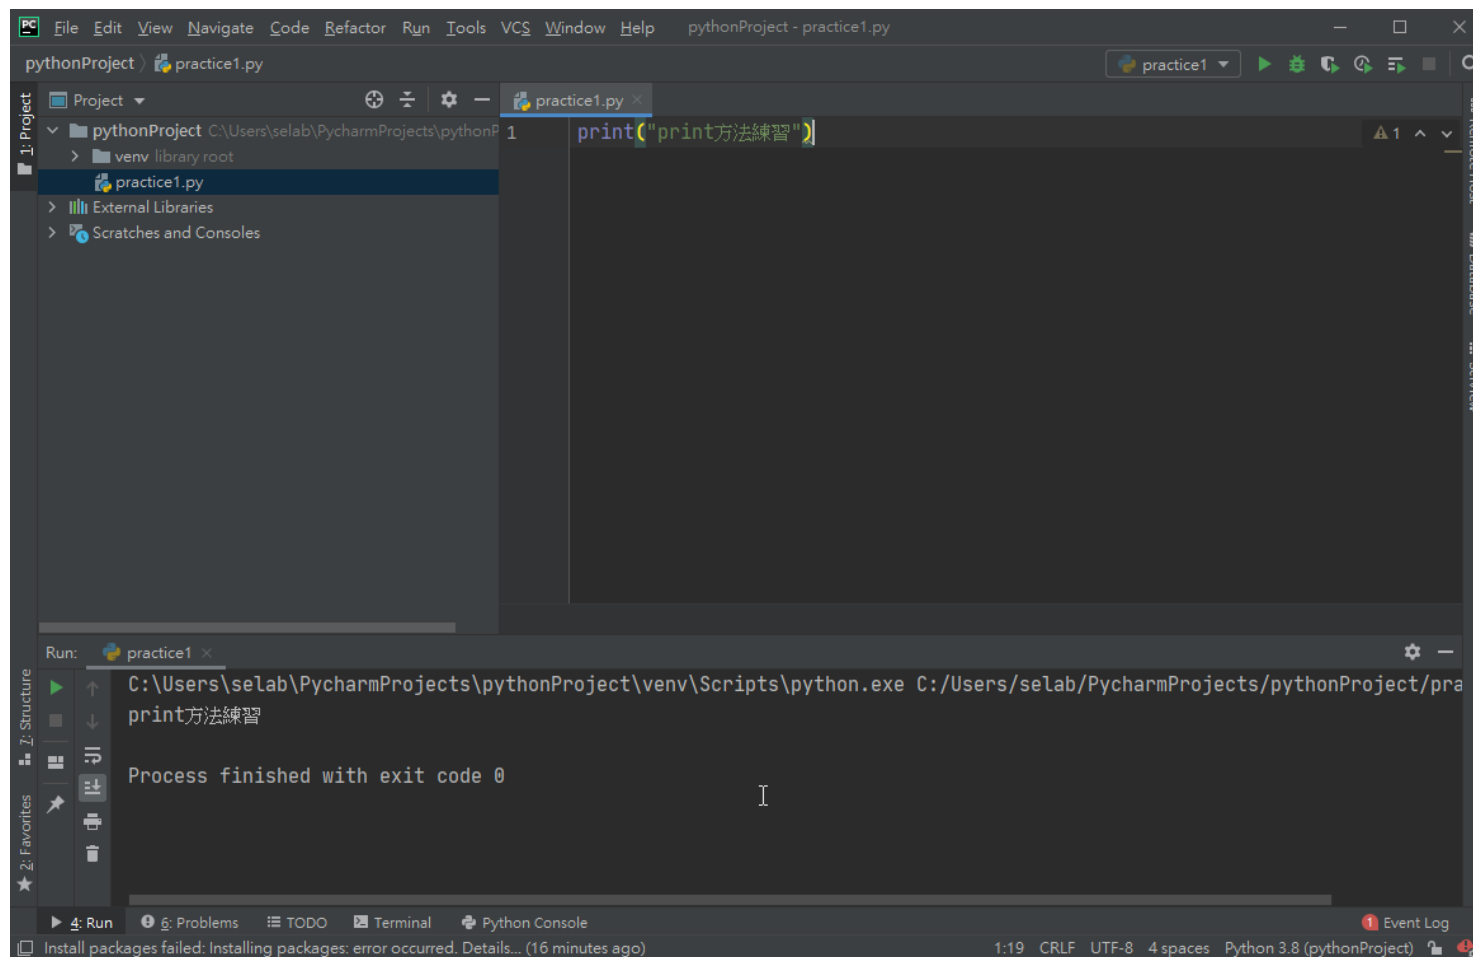 PC File Edit View Navigate Code Refactor Run Tools VCS Window Help pythonProject - practice1.py
pythonProject practice1.py practice1
1: Project
Project practice1.py
pythonProject C:\Users\selab\PycharmProjects\pythonP
venv library root
practice1.py
External Libraries
Scratches and Consoles
1 print("print方法練習")
1
Database
SciView
Run: practice1
C:\Users\selab\PycharmProjects\pythonProject\venv\Scripts\python.exe C:/Users/selab/PycharmProjects/pythonProject/pra
print方法練習
Process finished with exit code 0
7: Structure
2: Favorites
4: Run 6: Problems TODO Terminal Python Console 1 Event Log
Install packages failed: Installing packages: error occurred. Details... (16 minutes ago) 1:19 CRLF UTF-8 4 spaces Python 3.8 (pythonProject)